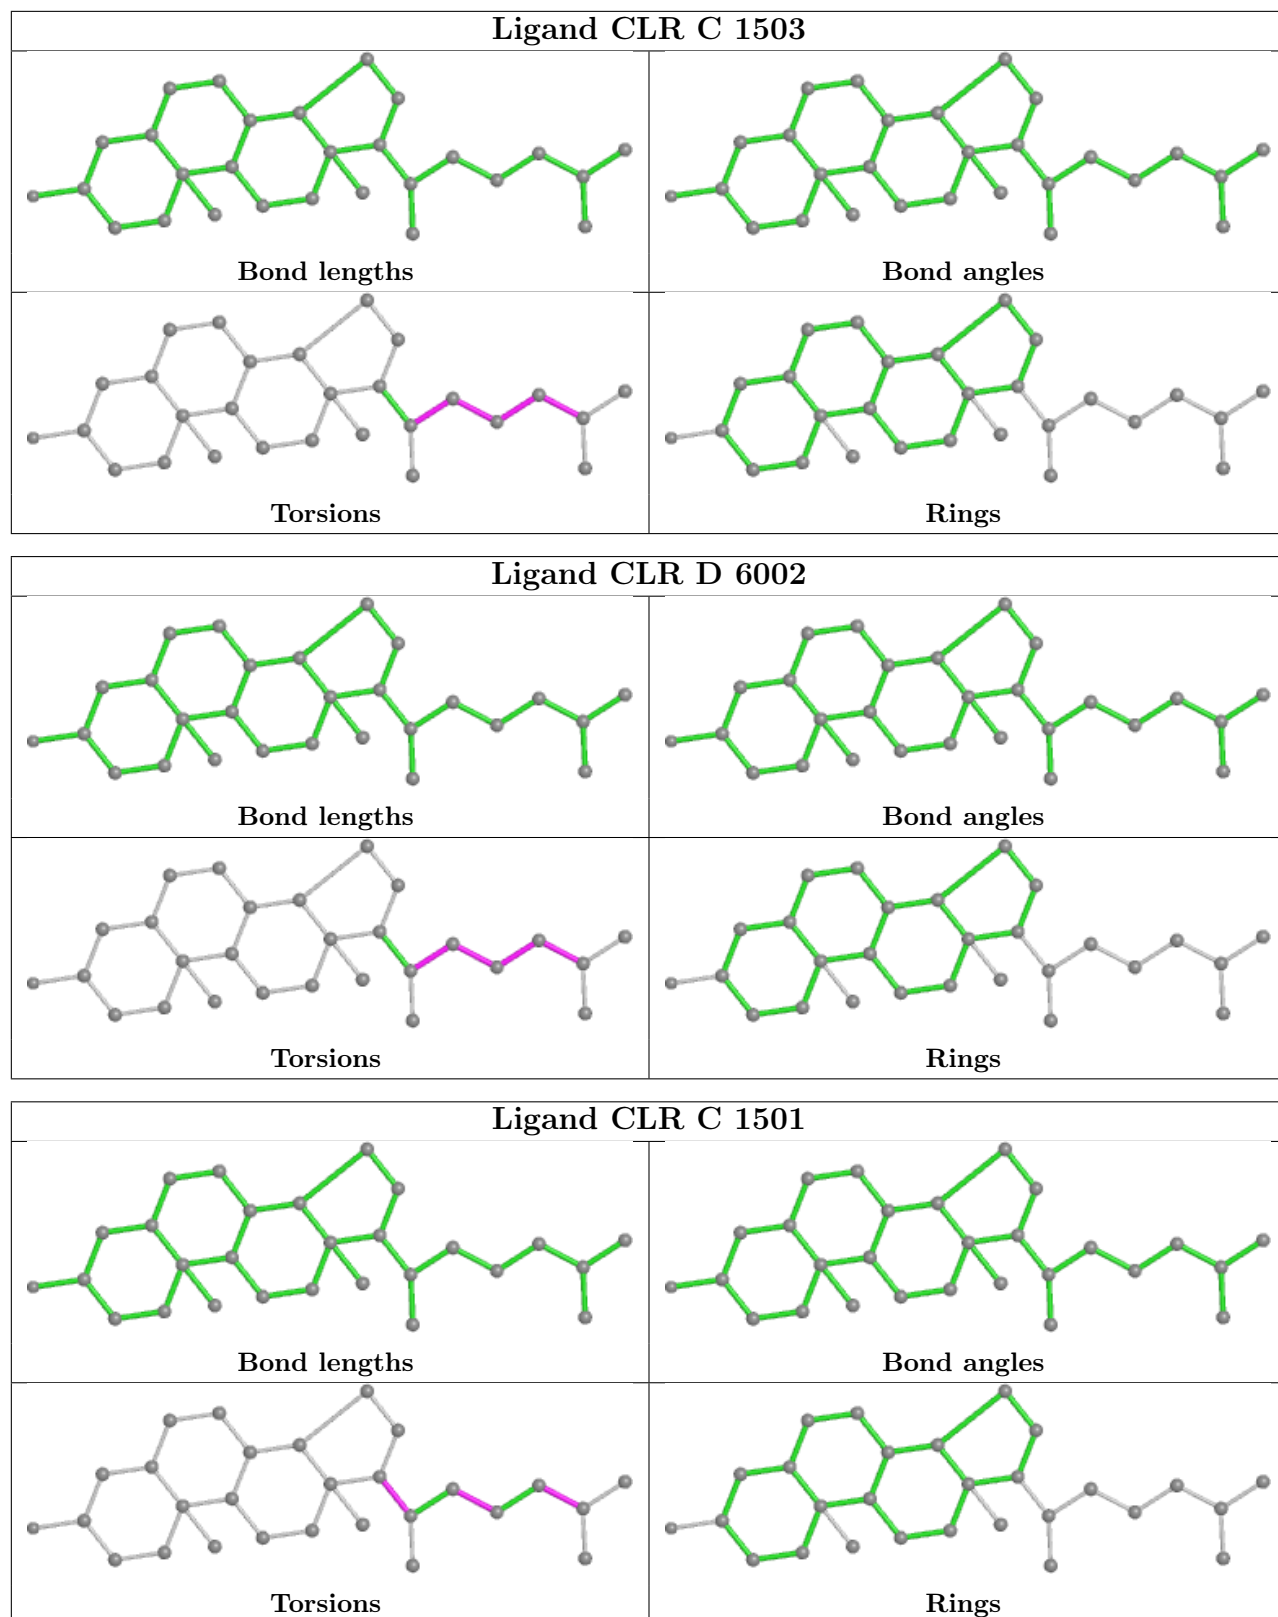 Ligand CLR C 1503
Bond lengths
Bond angles
Torsions
Rings
Ligand CLR D 6002
Bond lengths
Bond angles
Torsions
Rings
Ligand CLR C 1501
Bond lengths
Bond angles
Torsions
Rings